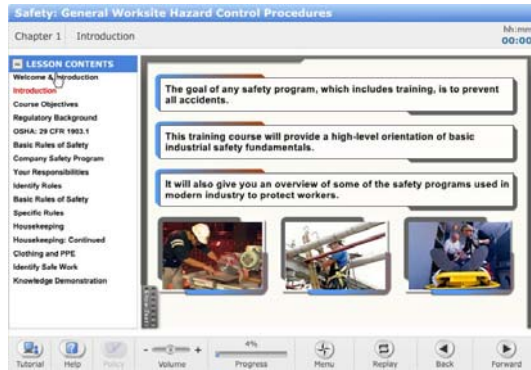 Safety: General Worksite Hazard Control Procedures
Chapter 1 Introduction
hh:mm
00:00
LESSON CONTENTS
Welcome & Introduction
Introduction
Course Objectives
Regulatory Background
OSHA: 29 CFR 1903.1
Basic Rules of Safety
Company Safety Program
Your Responsibilities
Identify Roles
Basic Rules of Safety
Specific Rules
Housekeeping
Housekeeping: Continued
Clothing and PPE
Identify Safe Work
Knowledge Demonstration
The goal of any safety program, which includes training, is to prevent
all accidents.
This training course will provide a high-level orientation of basic
industrial safety fundamentals.
It will also give you an overview of some of the safety programs used in
modern industry to protect workers.
Tutorial
Help
Policy
- +
Volume
4%
Progress
Menu
Replay
Back
Forward